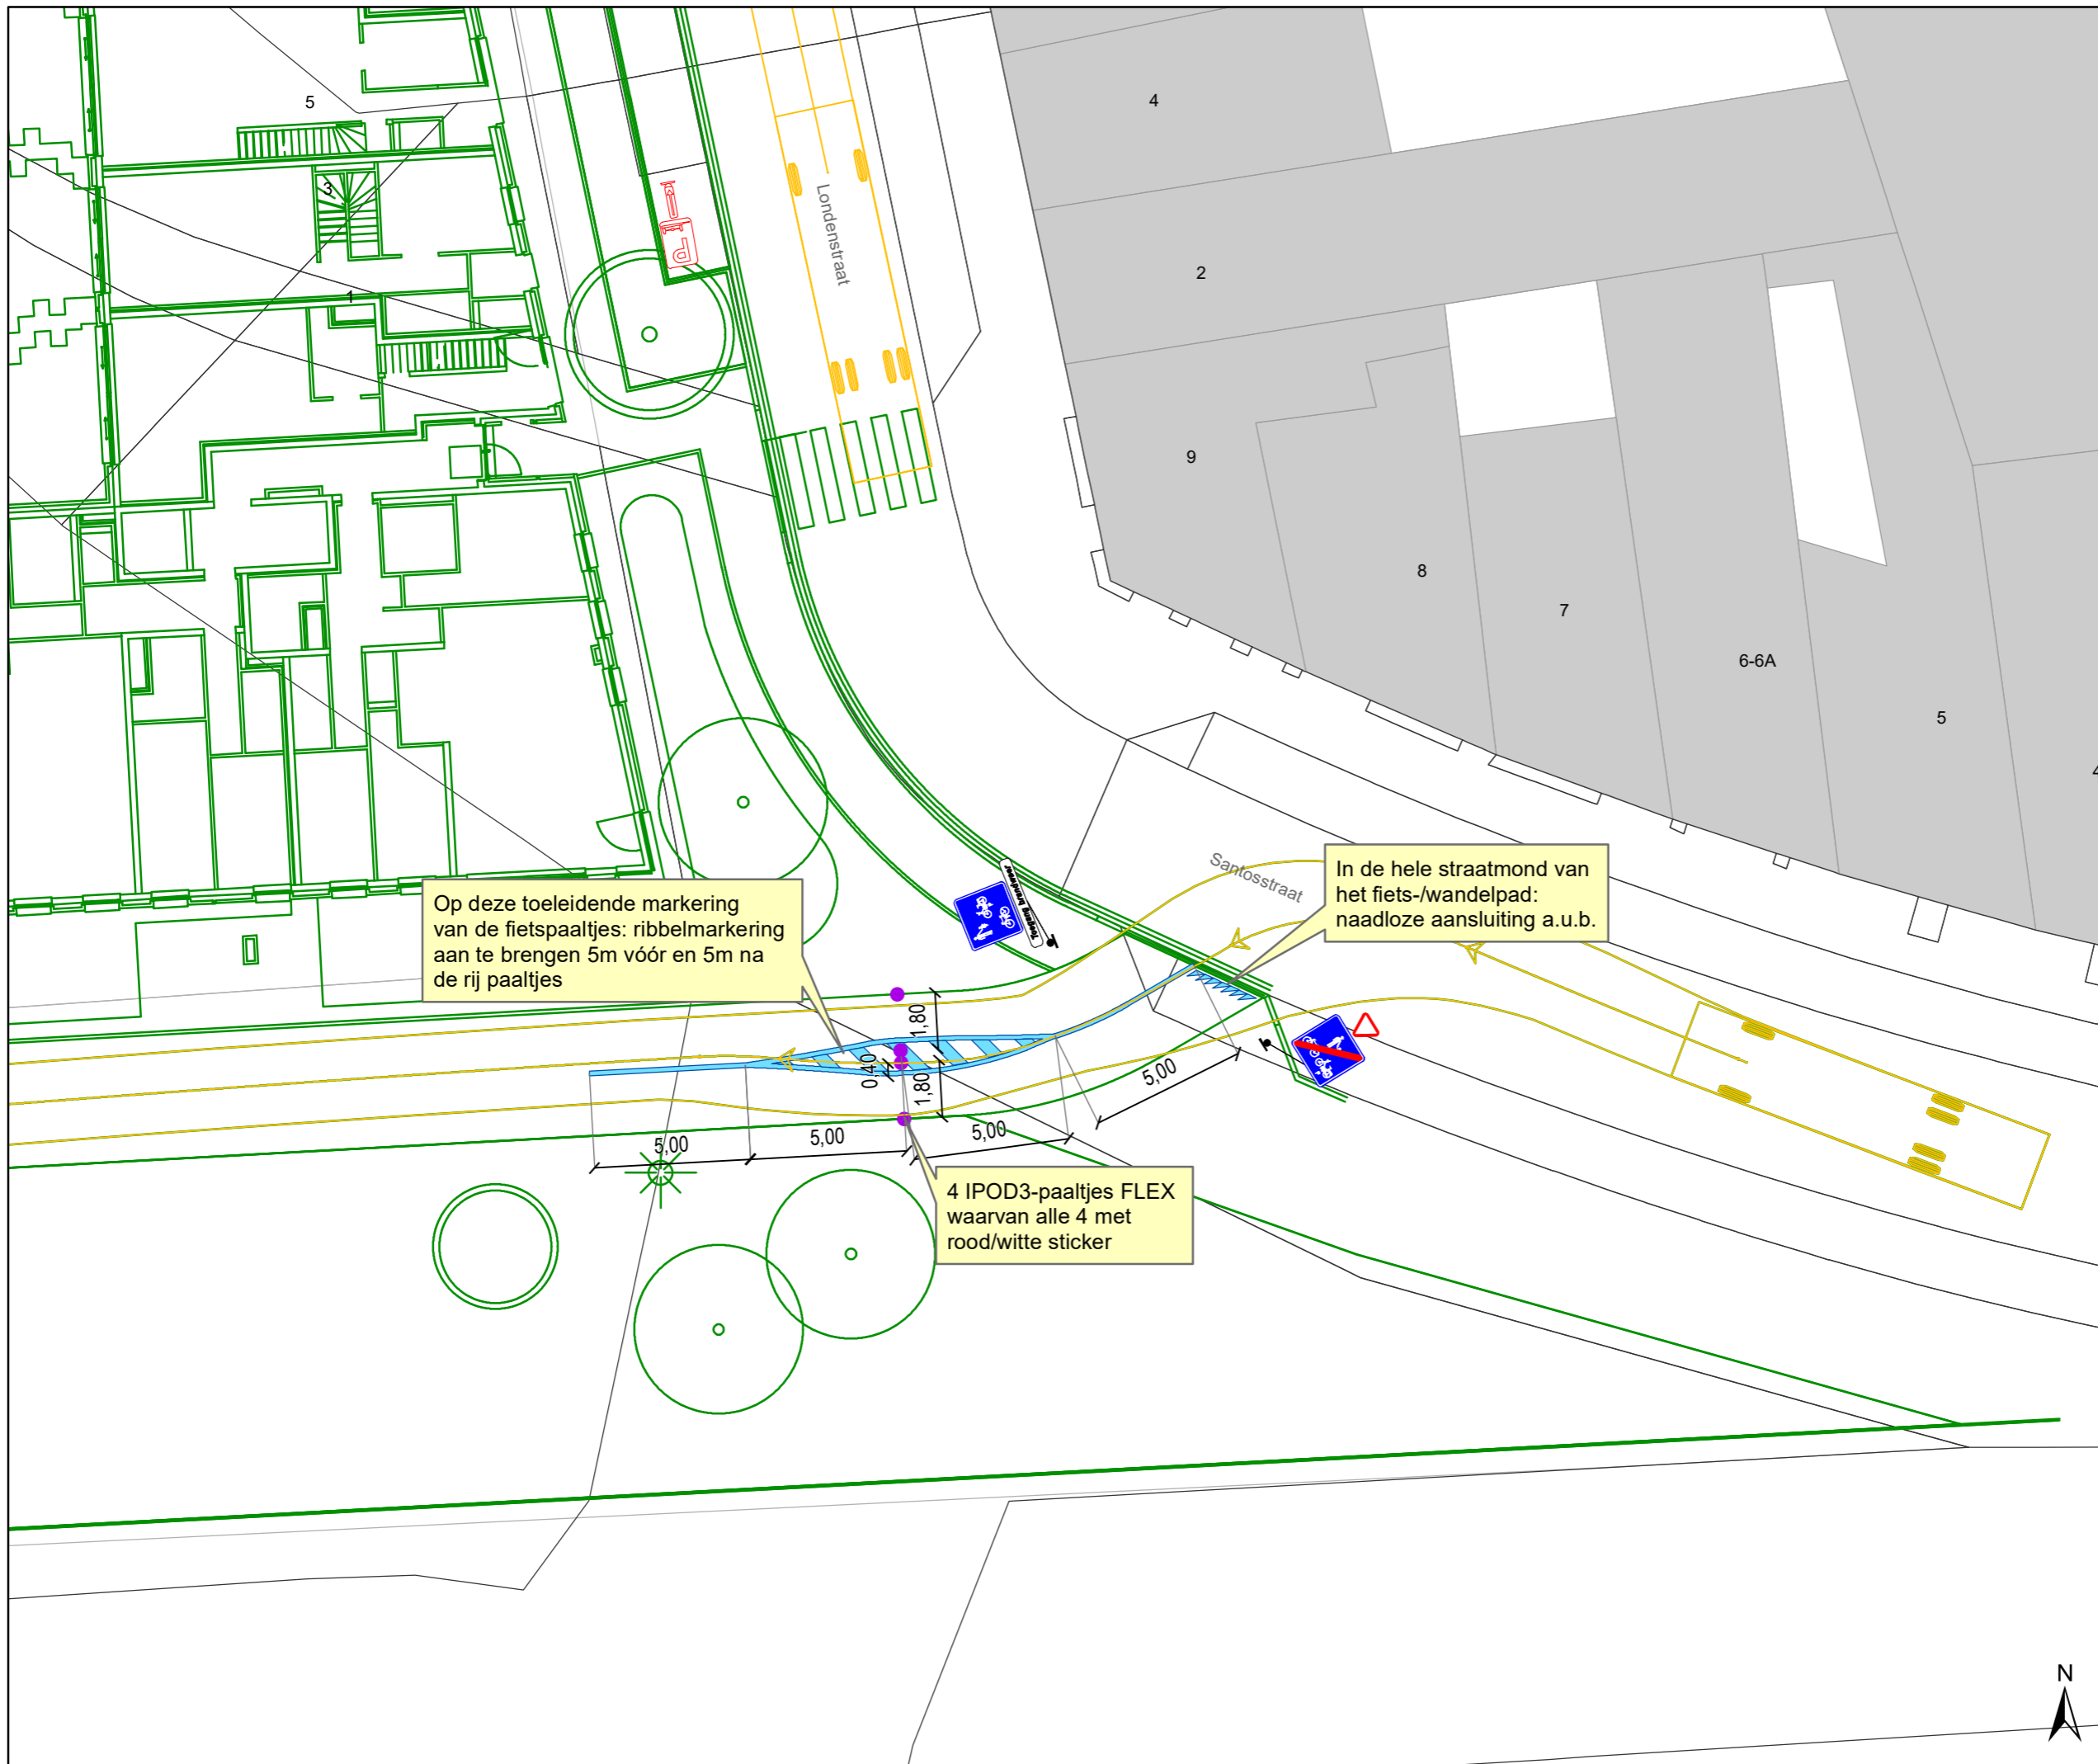 5
3
1
P
Londenstraat
4
2
9
8
7
6-6A
5
4
Santosstraat
Toegang brandweer
In de hele straatmond van
het fiets-/wandelpad:
naadloze aansluiting a.u.b.
Op deze toeleidende markering
van de fietspaaltjes: ribbelmarkering
aan te brengen 5m vóór en 5m na
de rij paaltjes
1,80
0,40
1,80
5,00
5,00
5,00
5,00
4 IPOD3-paaltjes FLEX
waarvan alle 4 met
rood/witte sticker
N